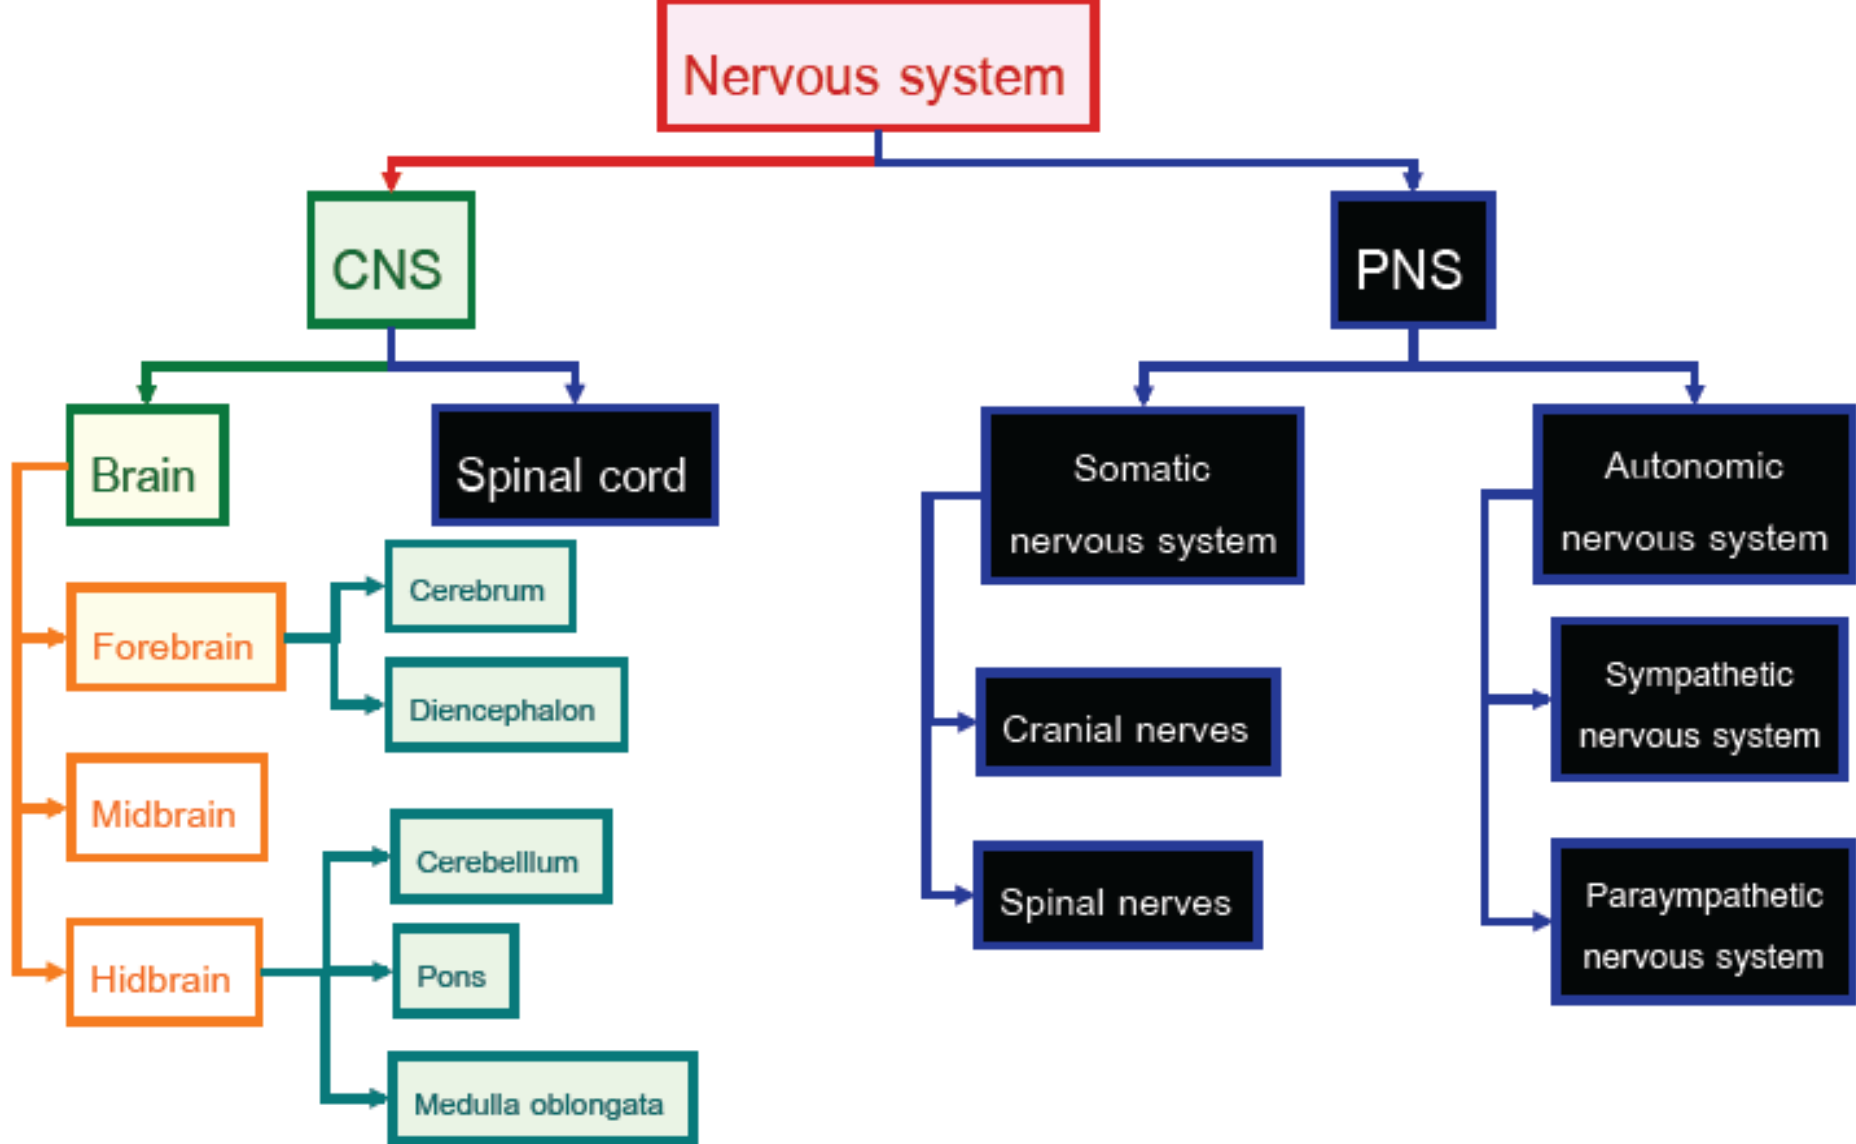 Nervous system
CNS
PNS
Brain
Spinal cord
Somatic
nervous system
Autonomic
nervous system
Forebrain
Cerebrum
Diencephalon
Midbrain
Hidbrain
Cerebelllum
Pons
Medulla oblongata
Cranial nerves
Spinal nerves
Sympathetic
nervous system
Paraympathetic
nervous system